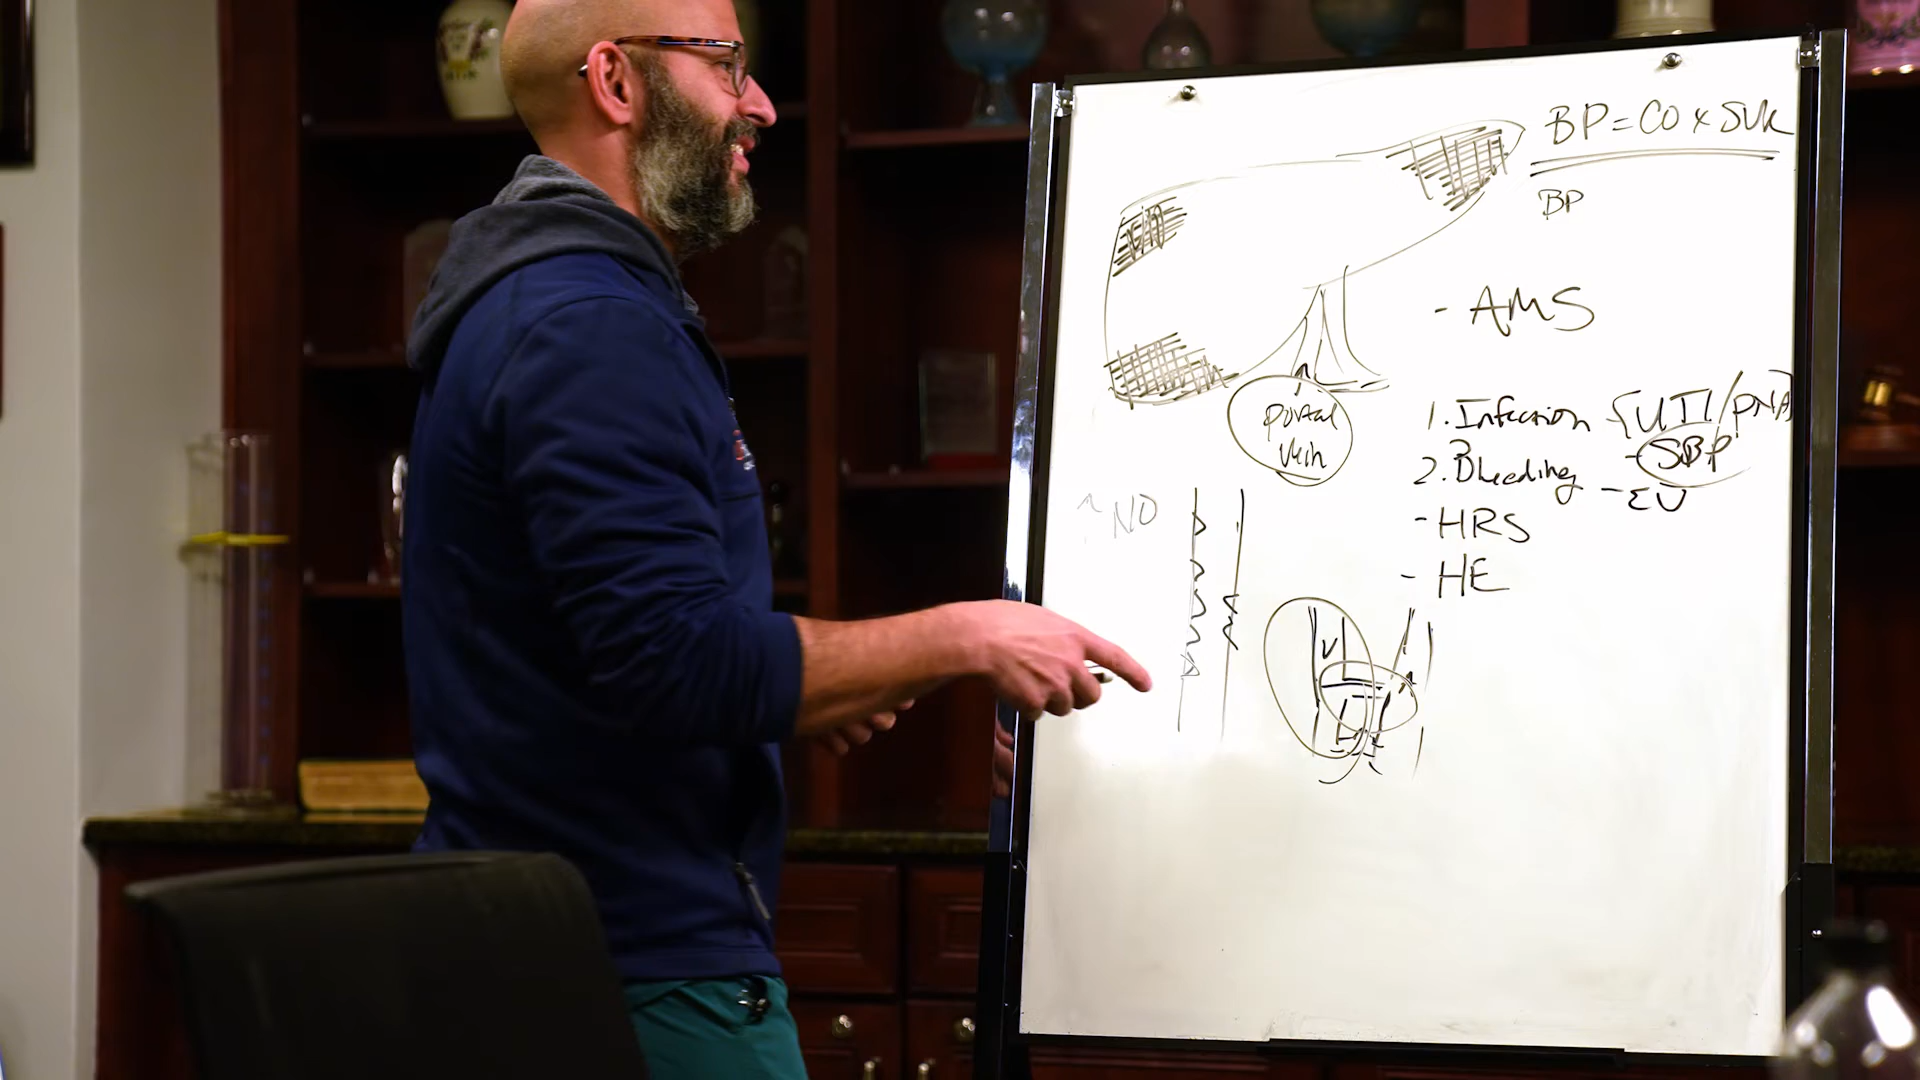 BP = CO x SVR
BP
- AMS
portal
vein
1. Infection {UTI/PNA
- SBP
2. Bleeding - EV
- HRS
- HE
↑ NO
V